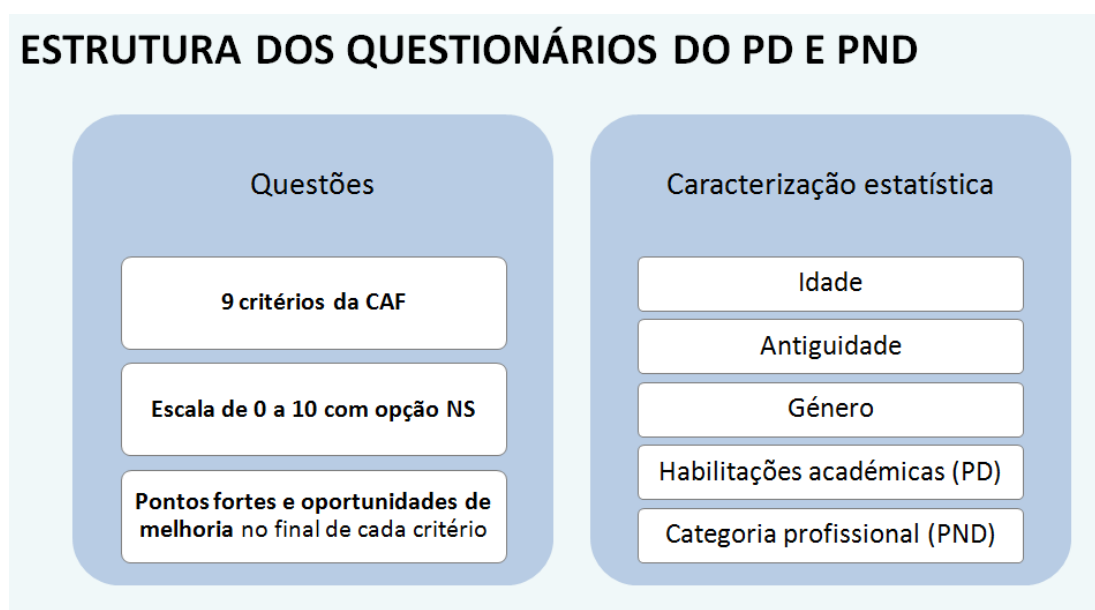 ESTRUTURA DOS QUESTIONÁRIOS DO PD E PND
Questões
9 critérios da CAF
Escala de 0 a 10 com opção NS
Pontos fortes e oportunidades de
melhoria no final de cada critério
Caracterização estatística
Idade
Antiguidade
Género
Habilitações académicas (PD)
Categoria profissional (PND)